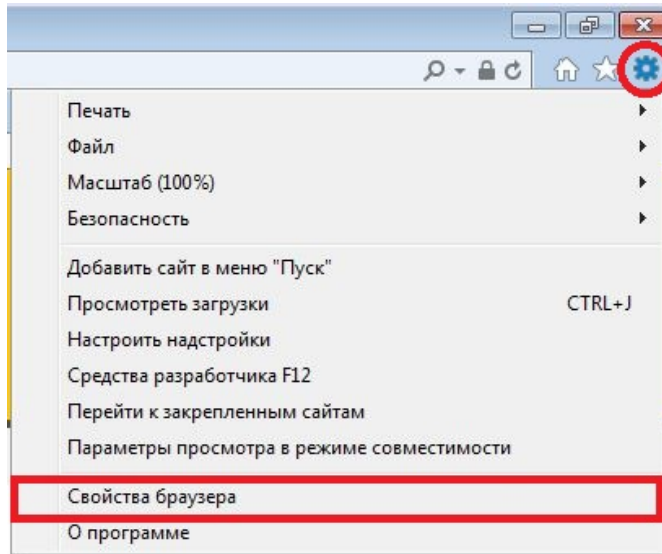 Печать
Файл
Масштаб (100%)
Безопасность
Добавить сайт в меню "Пуск"
Просмотреть загрузки CTRL+J
Настроить надстройки
Средства разработчика F12
Перейти к закрепленным сайтам
Параметры просмотра в режиме совместимости
Свойства браузера
О программе